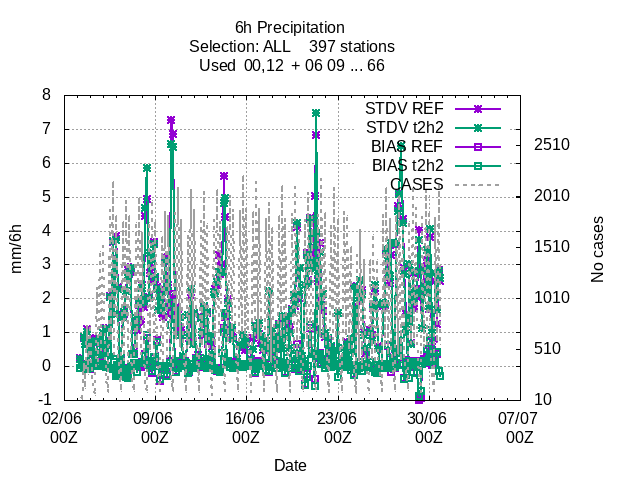 6h Precipitation
Selection: ALL 397 stations
Used 00,12 + 06 09 ... 66
STDV REF
STDV t2h2
BIAS REF
BIAS t2h2
CASES
8
7
6
5
4
3
2
1
0
-1
mm/6h
2510
2010
1510
1010
510
10
No cases
02/06 09/06 16/06 23/06 30/06 07/07
00Z 00Z 00Z 00Z 00Z 00Z
Date